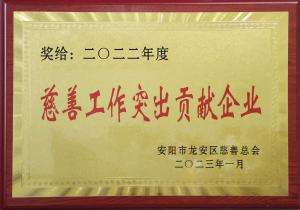 奖给：二〇二二年度
慈善工作突出贡献企业
安阳市龙安区慈善总会
二〇二三年一月